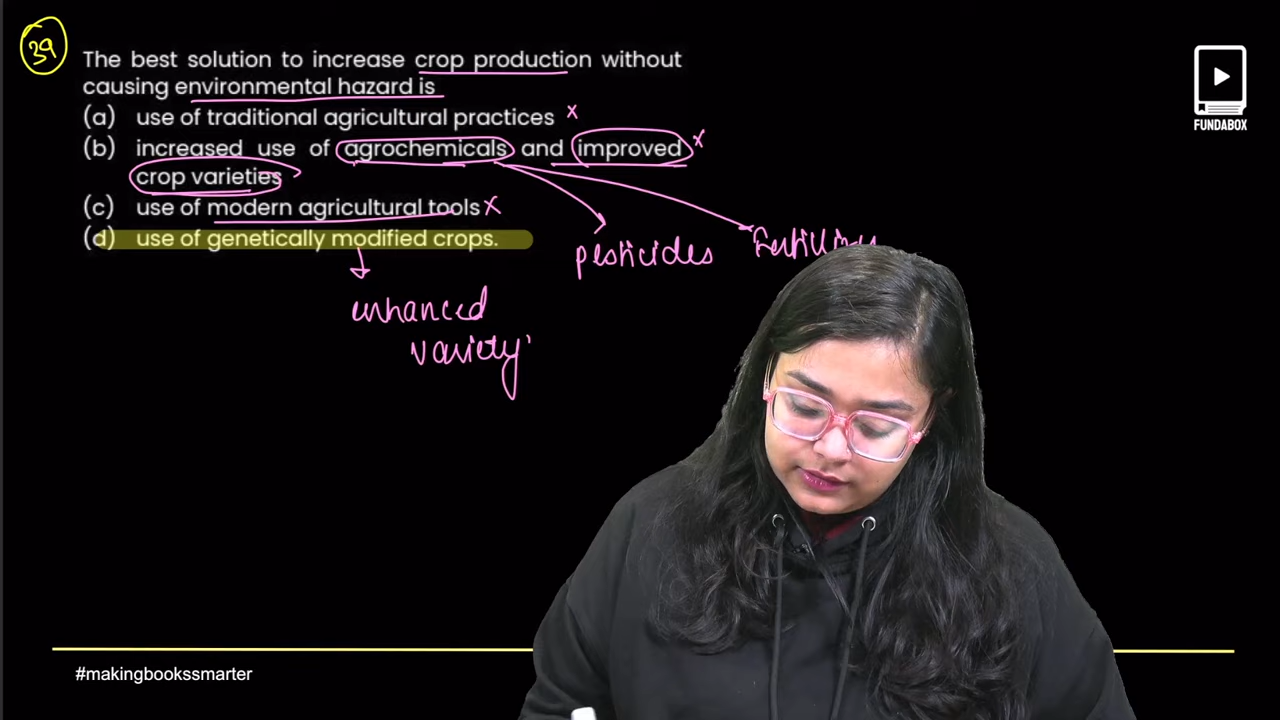 39
The best solution to increase crop production without
causing environmental hazard is
(a) use of traditional agricultural practices x
(b) increased use of agrochemicals and improved x
crop varieties
(c) use of modern agricultural tools x
(d) use of genetically modified crops.
pesticides
enhanced
variety
FUNDABOX
#makingbookssmarter